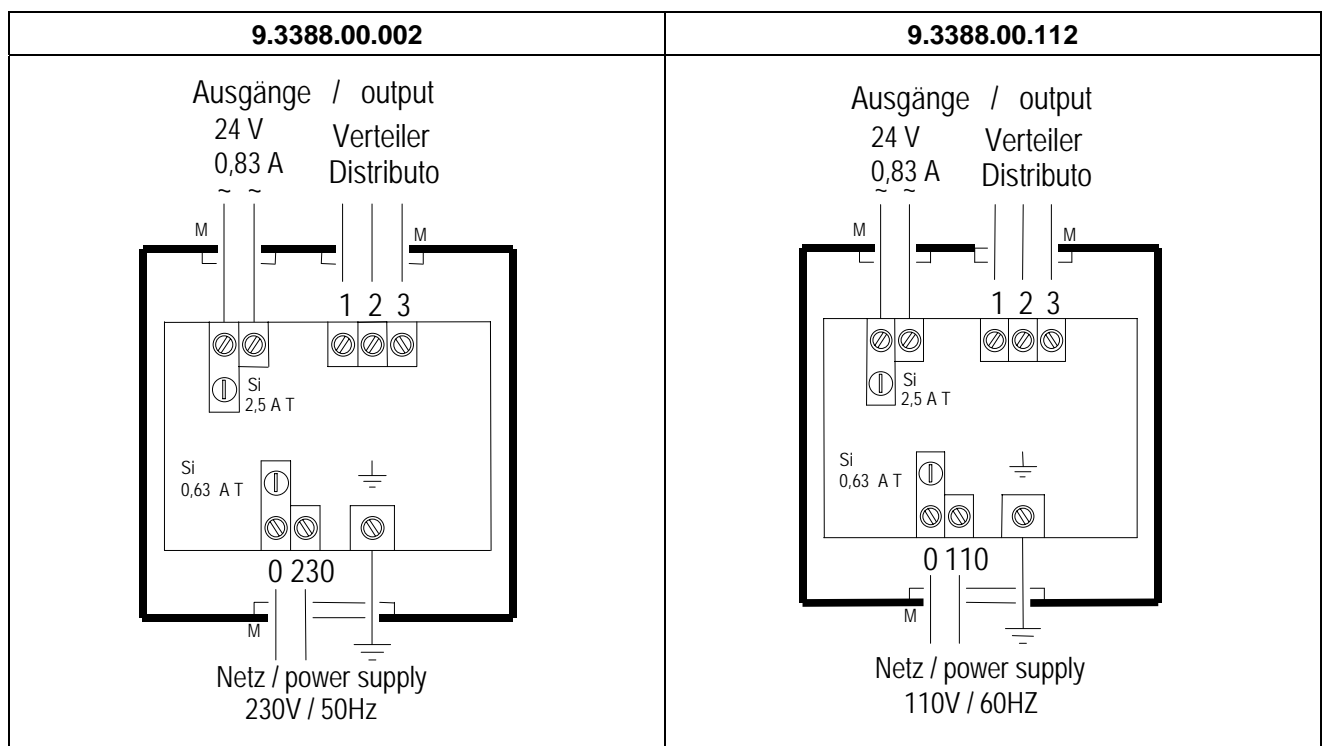 9.3388.00.002
Ausgänge / output
24 V
0,83 A
~ ~
Verteiler
Distributo
M
M
1 2 3
Si
2,5 A T
Si
0,63 A T
0 230
M
Netz / power supply
230V / 50Hz
9.3388.00.112
Ausgänge / output
24 V
0,83 A
~ ~
Verteiler
Distributo
M
M
1 2 3
Si
2,5 A T
Si
0,63 A T
0 110
M
Netz / power supply
110V / 60HZ